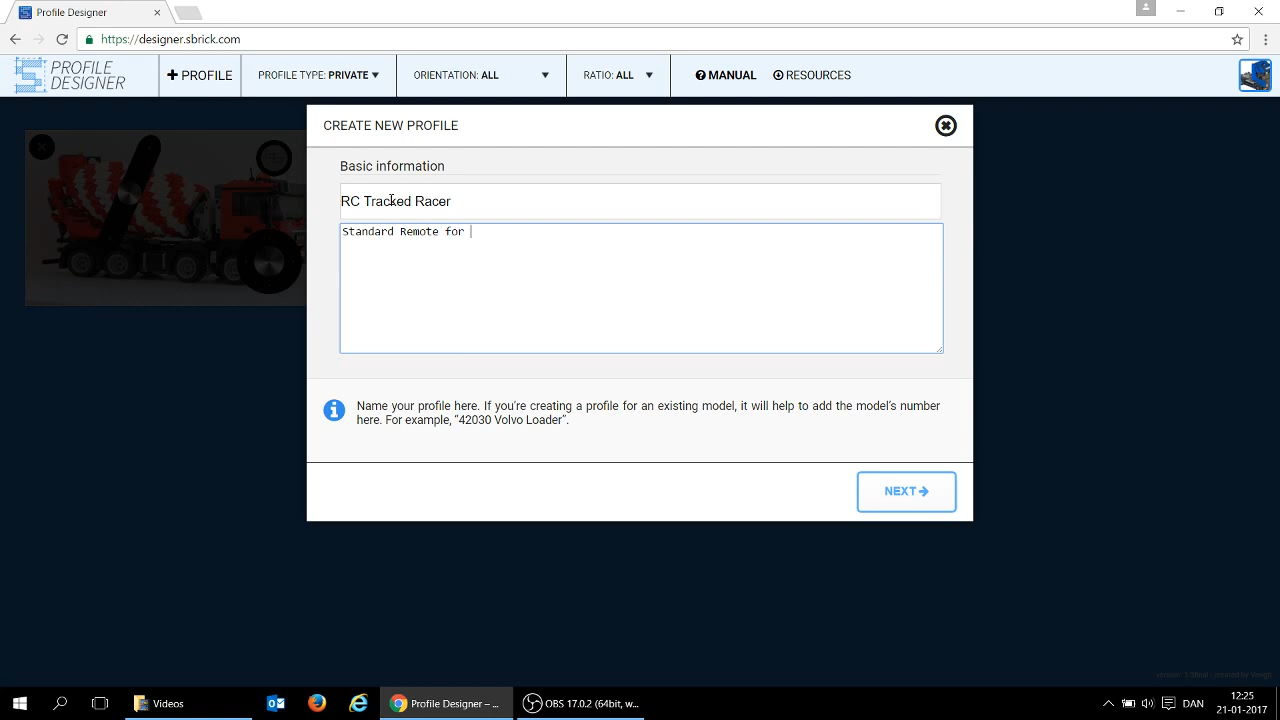 Profile Designer
https://designer.sbrick.com
PROFILE
DESIGNER
PROFILE
PROFILE TYPE: PRIVATE
ORIENTATION: ALL
RATIO: ALL
MANUAL
RESOURCES
CREATE NEW PROFILE
Basic information
RC Tracked Racer
Standard Remote for
Name your profile here. If you're creating a profile for an existing model, it will help to add the model's number
here. For example, "42030 Volvo Loader".
NEXT
Videos
Profile Designer – ...
OBS 17.0.2 (64bit, w...
DAN
12:25
21-01-2017